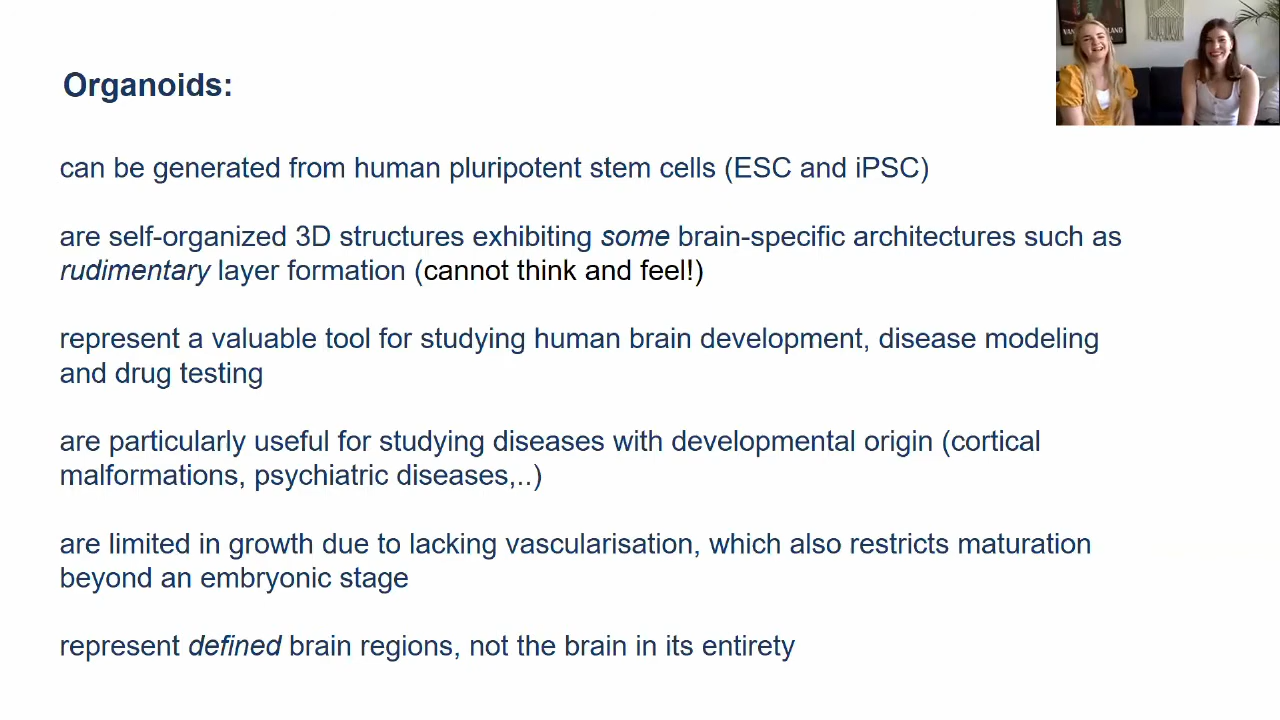 Organoids:
can be generated from human pluripotent stem cells (ESC and iPSC)
are self-organized 3D structures exhibiting some brain-specific architectures such as
rudimentary layer formation (cannot think and feel!)
represent a valuable tool for studying human brain development, disease modeling
and drug testing
are particularly useful for studying diseases with developmental origin (cortical
malformations, psychiatric diseases,..)
are limited in growth due to lacking vascularisation, which also restricts maturation
beyond an embryonic stage
represent defined brain regions, not the brain in its entirety